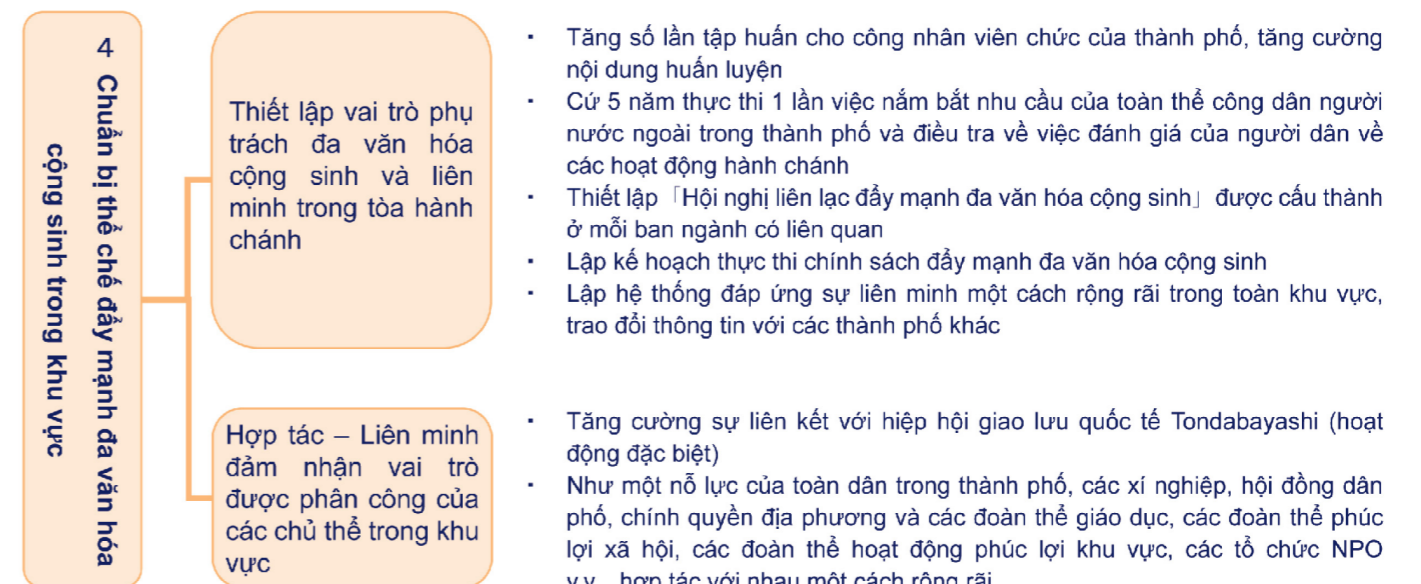 4 Chuẩn bị thể chế đẩy mạnh đa văn hóa
cộng sinh trong khu vực
Thiết lập vai trò phụ
trách đa văn hóa
cộng sinh và liên
minh trong tòa hành
chánh
▪ Tăng số lần tập huấn cho công nhân viên chức của thành phố, tăng cường
nội dung huấn luyện
▪ Cứ 5 năm thực thi 1 lần việc nắm bắt nhu cầu của toàn thể công dân người
nước ngoài trong thành phố và điều tra về việc đánh giá của người dân về
các hoạt động hành chánh
▪ Thiết lập「Hội nghị liên lạc đẩy mạnh đa văn hóa cộng sinh」được cấu thành
ở mỗi ban ngành có liên quan
▪ Lập kế hoạch thực thi chính sách đẩy mạnh đa văn hóa cộng sinh
▪ Lập hệ thống đáp ứng sự liên minh một cách rộng rãi trong toàn khu vực,
trao đổi thông tin với các thành phố khác
Hợp tác – Liên minh
đảm nhận vai trò
được phân công của
các chủ thể trong khu
vực
▪ Tăng cường sự liên kết với hiệp hội giao lưu quốc tế Tondabayashi (hoạt
động đặc biệt)
▪ Như một nỗ lực của toàn dân trong thành phố, các xí nghiệp, hội đồng dân
phố, chính quyền địa phương và các đoàn thể giáo dục, các đoàn thể phúc
lợi xã hội, các đoàn thể hoạt động phúc lợi khu vực, các tổ chức NPO
v.v... hợp tác với nhau một cách rộng rãi